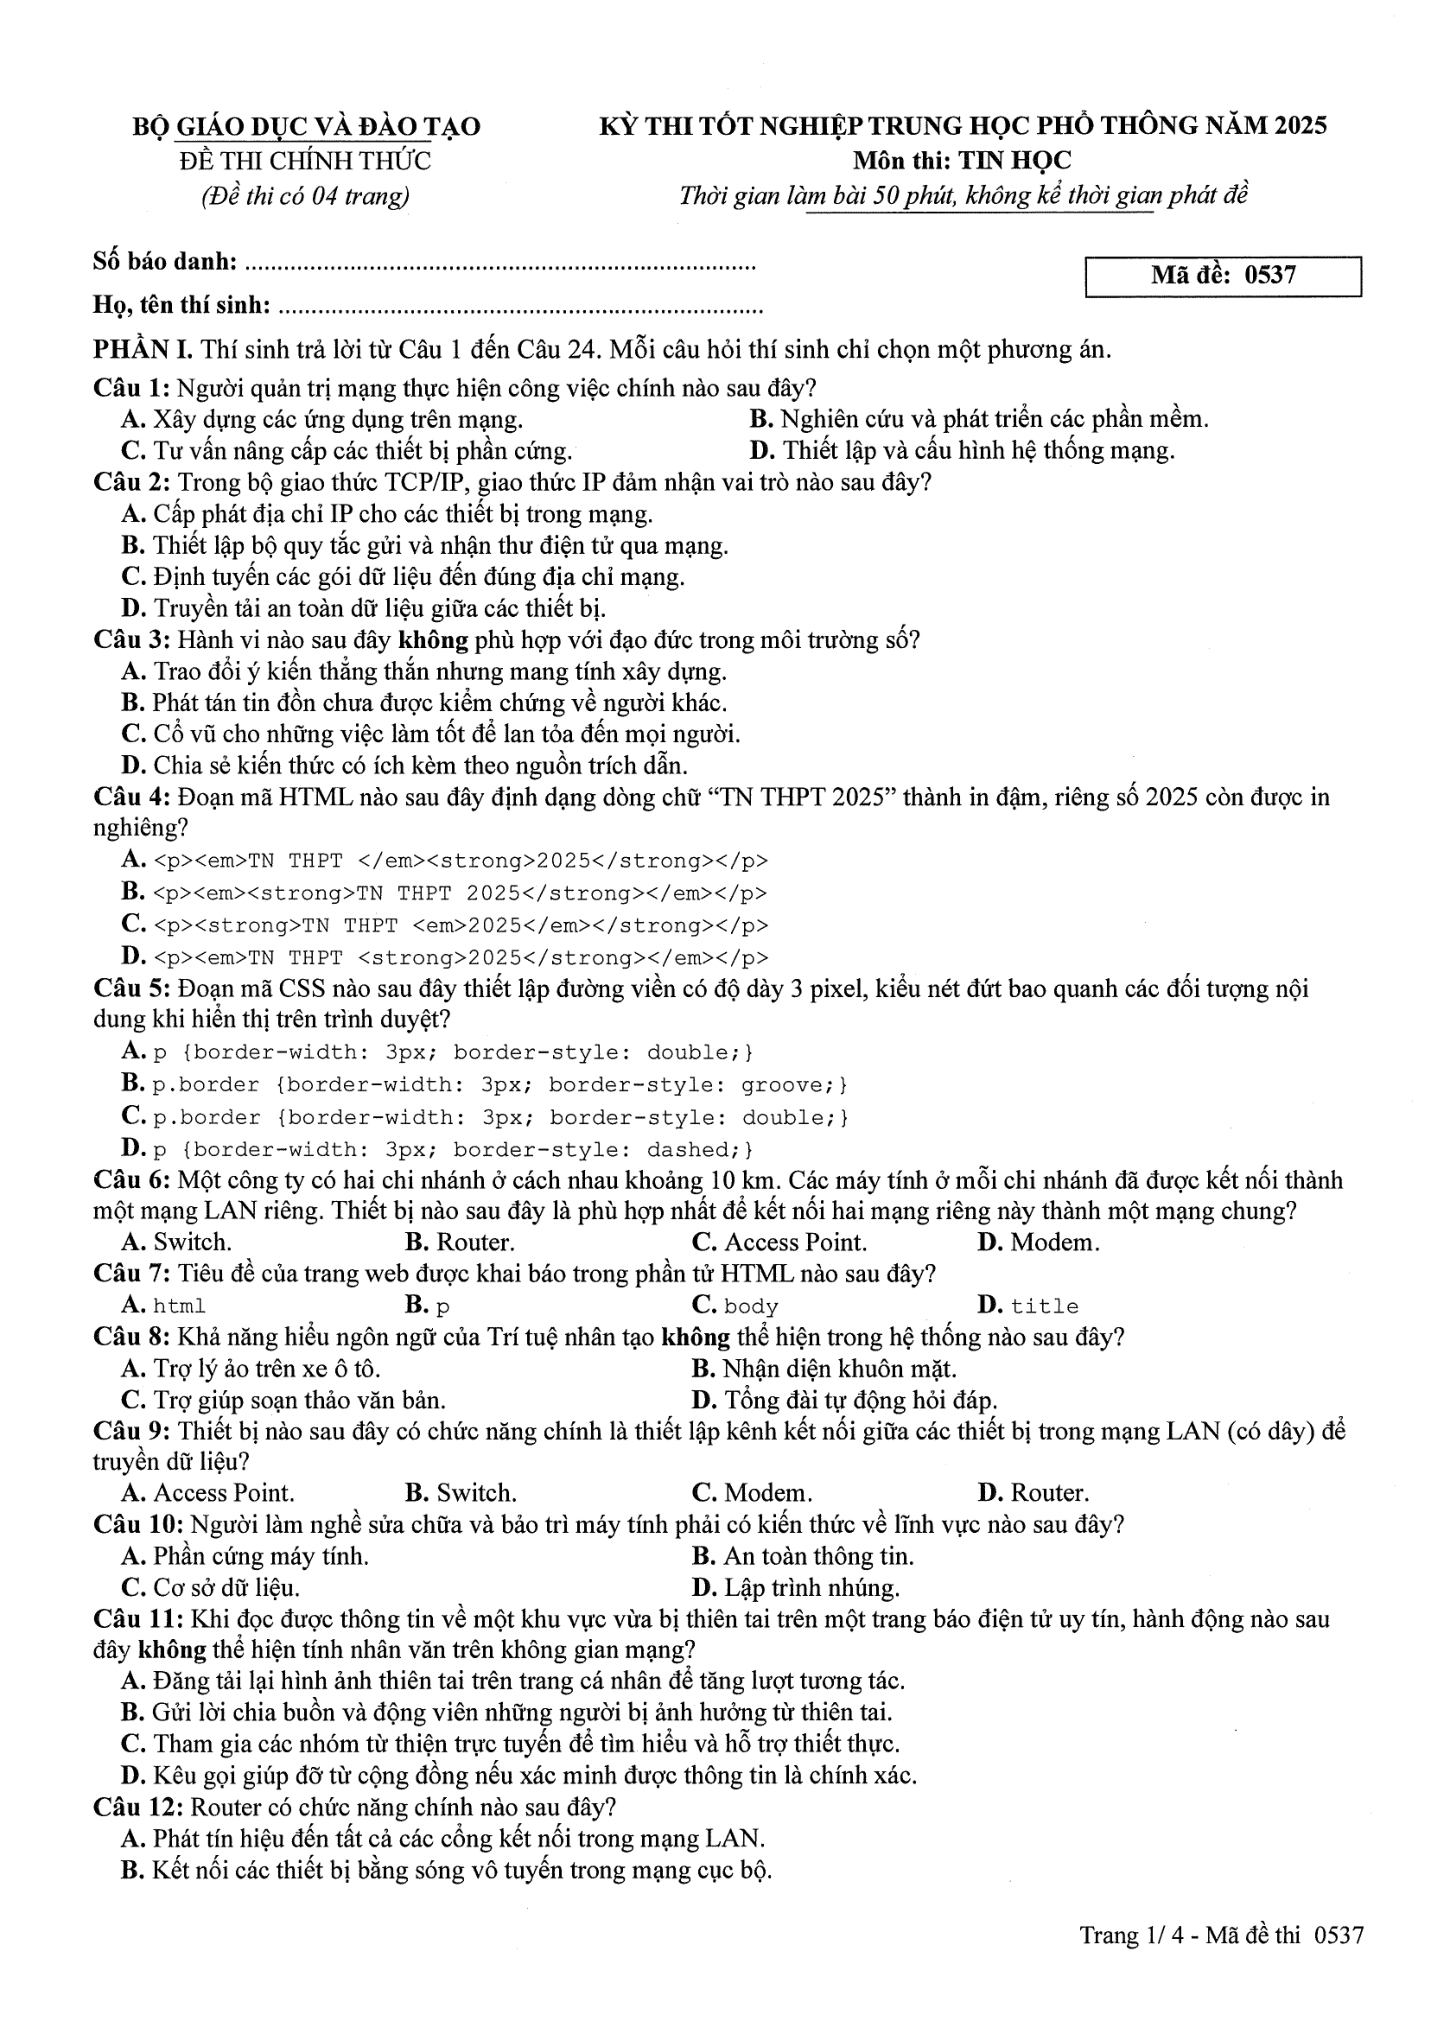 BỘ GIÁO DỤC VÀ ĐÀO TẠO
ĐỀ THI CHÍNH THỨC
(Đề thi có 04 trang)
KỲ THI TỐT NGHIỆP TRUNG HỌC PHỔ THÔNG NĂM 2025
Môn thi: TIN HỌC
Thời gian làm bài 50 phút, không kể thời gian phát đề
Số báo danh: ...............................................................................
Họ, tên thí sinh: ...........................................................................
Mã đề: 0537
PHẦN I. Thí sinh trả lời từ Câu 1 đến Câu 24. Mỗi câu hỏi thí sinh chỉ chọn một phương án.
Câu 1: Người quản trị mạng thực hiện công việc chính nào sau đây?
A. Xây dựng các ứng dụng trên mạng. B. Nghiên cứu và phát triển các phần mềm.
C. Tư vấn nâng cấp các thiết bị phần cứng. D. Thiết lập và cấu hình hệ thống mạng.
Câu 2: Trong bộ giao thức TCP/IP, giao thức IP đảm nhận vai trò nào sau đây?
A. Cấp phát địa chỉ IP cho các thiết bị trong mạng.
B. Thiết lập bộ quy tắc gửi và nhận thư điện tử qua mạng.
C. Định tuyến các gói dữ liệu đến đúng địa chỉ mạng.
D. Truyền tải an toàn dữ liệu giữa các thiết bị.
Câu 3: Hành vi nào sau đây không phù hợp với đạo đức trong môi trường số?
A. Trao đổi ý kiến thẳng thắn nhưng mang tính xây dựng.
B. Phát tán tin đồn chưa được kiểm chứng về người khác.
C. Cổ vũ cho những việc làm tốt để lan tỏa đến mọi người.
D. Chia sẻ kiến thức có ích kèm theo nguồn trích dẫn.
Câu 4: Đoạn mã HTML nào sau đây định dạng dòng chữ “TN THPT 2025” thành in đậm, riêng số 2025 còn được in
nghiêng?
A. <p><em>TN THPT </em><strong>2025</strong></p>
B. <p><em><strong>TN THPT 2025</strong></em></p>
C. <p><strong>TN THPT <em>2025</em></strong></p>
D. <p><em>TN THPT <strong>2025</strong></em></p>
Câu 5: Đoạn mã CSS nào sau đây thiết lập đường viền có độ dày 3 pixel, kiểu nét đứt bao quanh các đối tượng nội
dung khi hiển thị trên trình duyệt?
A. p {border-width: 3px; border-style: double;}
B. p.border {border-width: 3px; border-style: groove;}
C. p.border {border-width: 3px; border-style: double;}
D. p {border-width: 3px; border-style: dashed;}
Câu 6: Một công ty có hai chi nhánh ở cách nhau khoảng 10 km. Các máy tính ở mỗi chi nhánh đã được kết nối thành
một mạng LAN riêng. Thiết bị nào sau đây là phù hợp nhất để kết nối hai mạng riêng này thành một mạng chung?
A. Switch. B. Router. C. Access Point. D. Modem.
Câu 7: Tiêu đề của trang web được khai báo trong phần tử HTML nào sau đây?
A. html B. p C. body D. title
Câu 8: Khả năng hiểu ngôn ngữ của Trí tuệ nhân tạo không thể hiện trong hệ thống nào sau đây?
A. Trợ lý ảo trên xe ô tô. B. Nhận diện khuôn mặt.
C. Trợ giúp soạn thảo văn bản. D. Tổng đài tự động hỏi đáp.
Câu 9: Thiết bị nào sau đây có chức năng chính là thiết lập kênh kết nối giữa các thiết bị trong mạng LAN (có dây) để
truyền dữ liệu?
A. Access Point. B. Switch. C. Modem. D. Router.
Câu 10: Người làm nghề sửa chữa và bảo trì máy tính phải có kiến thức về lĩnh vực nào sau đây?
A. Phần cứng máy tính. B. An toàn thông tin.
C. Cơ sở dữ liệu. D. Lập trình nhúng.
Câu 11: Khi đọc được thông tin về một khu vực vừa bị thiên tai trên một trang báo điện tử uy tín, hành động nào sau
đây không thể hiện tính nhân văn trên không gian mạng?
A. Đăng tải lại hình ảnh thiên tai trên trang cá nhân để tăng lượt tương tác.
B. Gửi lời chia buồn và động viên những người bị ảnh hưởng từ thiên tai.
C. Tham gia các nhóm từ thiện trực tuyến để tìm hiểu và hỗ trợ thiết thực.
D. Kêu gọi giúp đỡ từ cộng đồng nếu xác minh được thông tin là chính xác.
Câu 12: Router có chức năng chính nào sau đây?
A. Phát tín hiệu đến tất cả các cổng kết nối trong mạng LAN.
B. Kết nối các thiết bị bằng sóng vô tuyến trong mạng cục bộ.
Trang 1/ 4 - Mã đề thi 0537